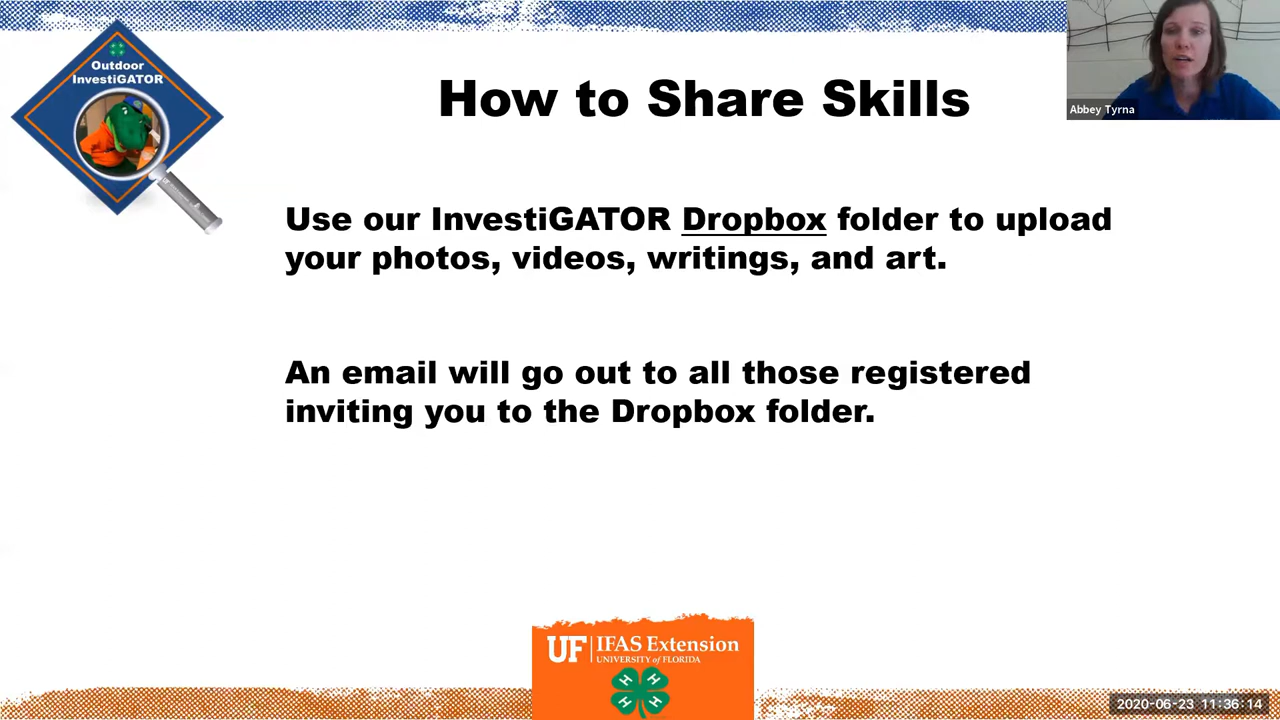 Outdoor
InvestiGATOR
How to Share Skills
Abbey Tyrna
Use our InvestiGATOR Dropbox folder to upload
your photos, videos, writings, and art.
An email will go out to all those registered
inviting you to the Dropbox folder.
UF IFAS Extension
UNIVERSITY of FLORIDA
H H
H H
2020-06-23 11:36:14